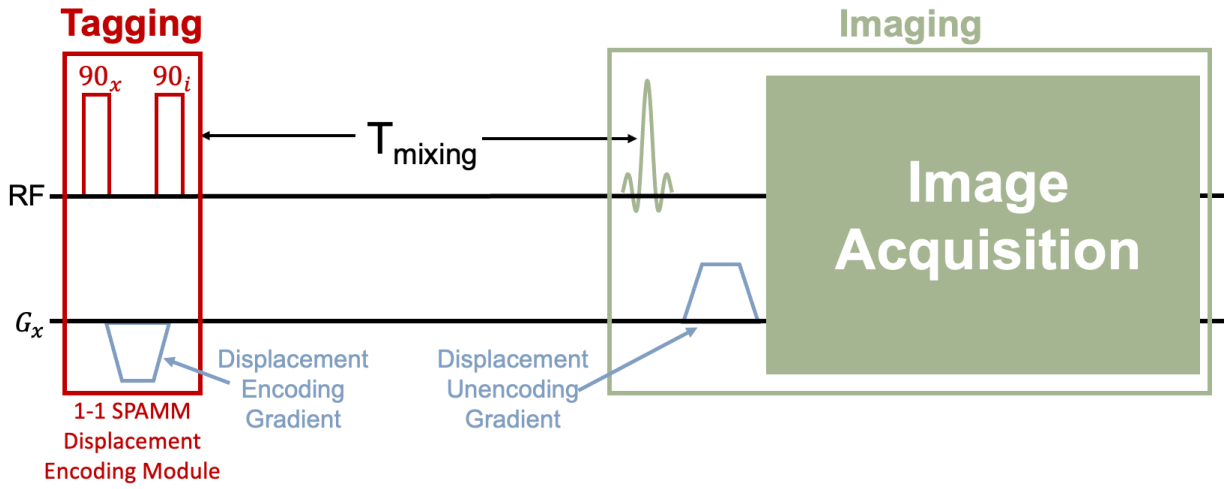 Tagging
Imaging
90ₓ
90ᵢ
T_mixing
RF
Image
Acquisition
Gₓ
Displacement
Encoding
Gradient
Displacement
Unencoding
Gradient
1-1 SPAMM
Displacement
Encoding Module